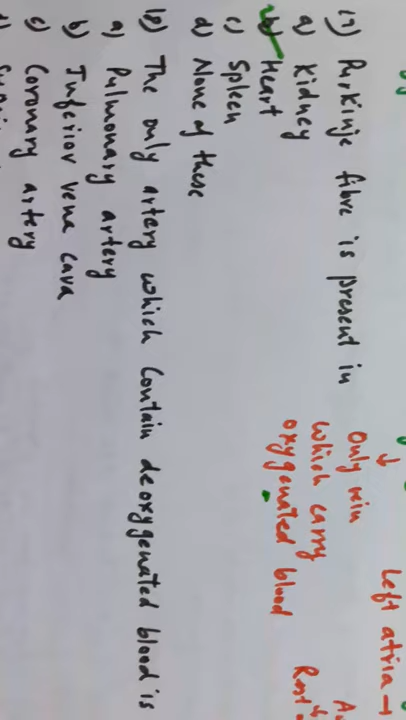 (17) Purkinje fibre is present in
a) Kidney
b) Heart
c) Spleen
d) None of these
(18) The only artery which contain deoxygenated blood is
a) Pulmonary artery
b) Inferior vena cava
c) Coronary artery
↓
Only vein
which carry
oxygenated blood
Left atria →